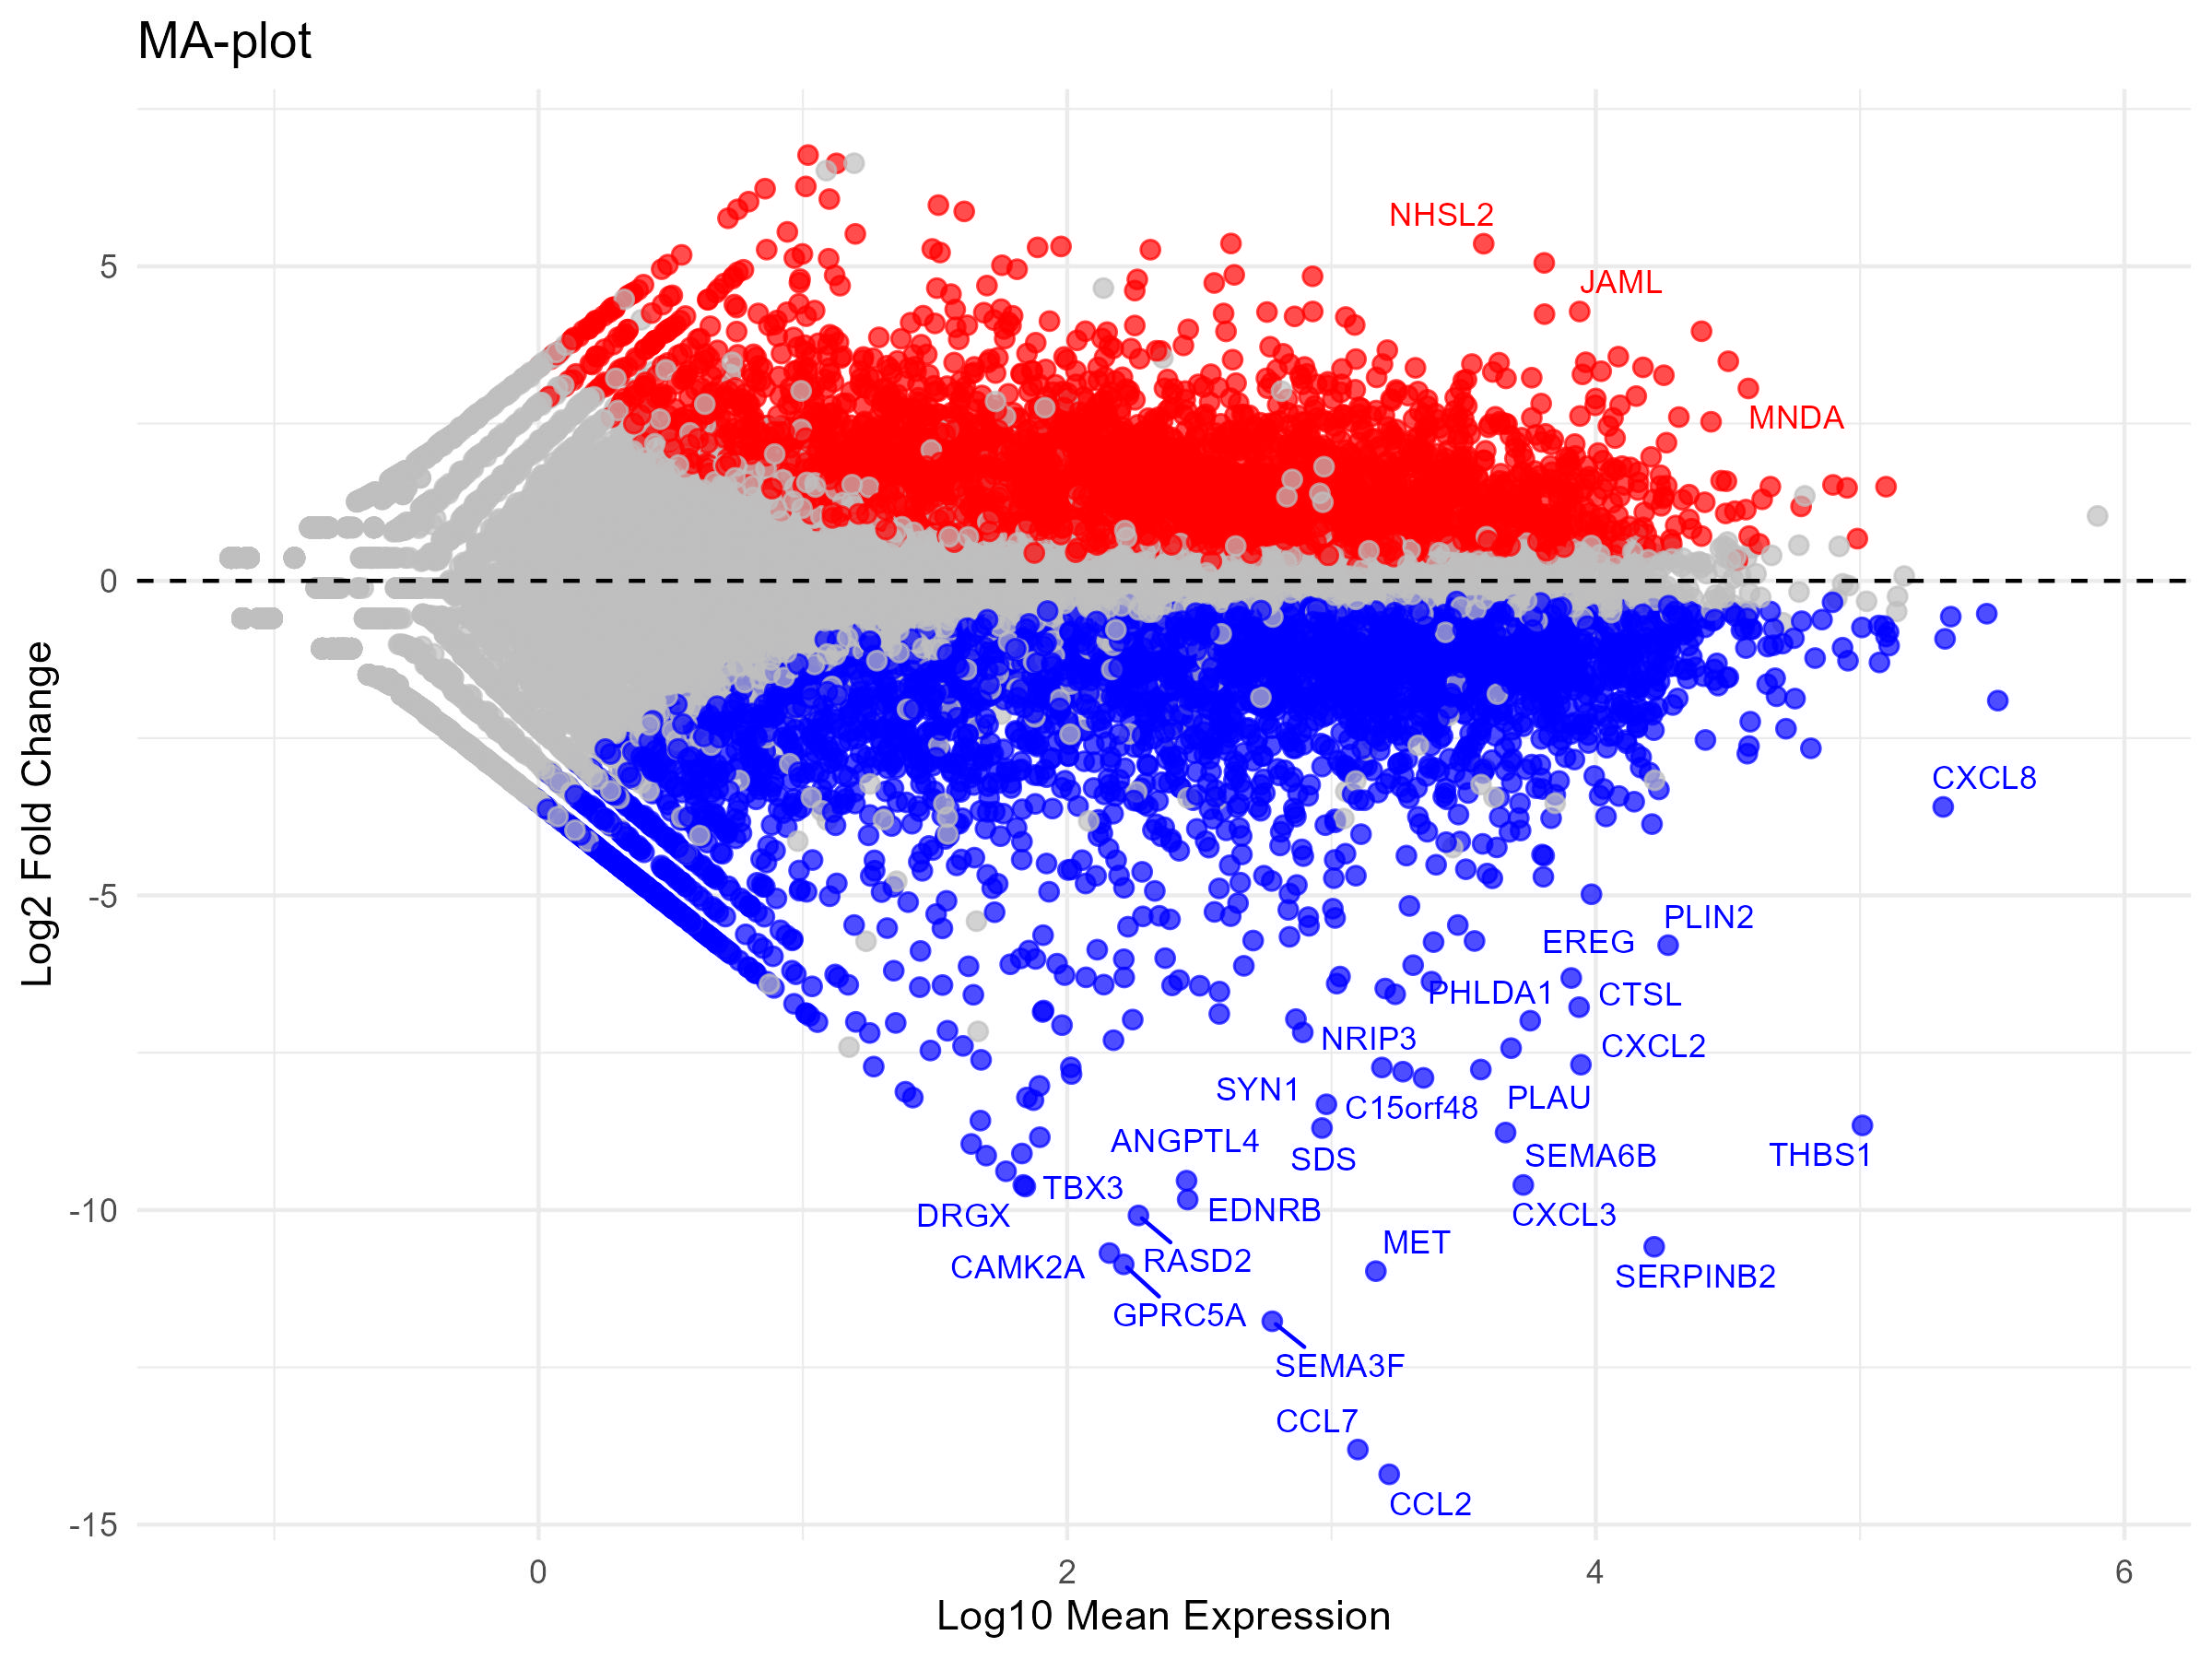 MA-plot
NHSL2
5
JAML
MNDA
0
Log2 Fold Change
CXCL8
-5
PLIN2
EREG
PHLDA1
CTSL
NRIP3
CXCL2
SYN1
C15orf48
PLAU
ANGPTL4
SDS
SEMA6B
THBS1
TBX3
-10
DRGX
EDNRB
CXCL3
MET
CAMK2A
RASD2
SERPINB2
GPRC5A
SEMA3F
CCL7
CCL2
-15
0
2
4
6
Log10 Mean Expression